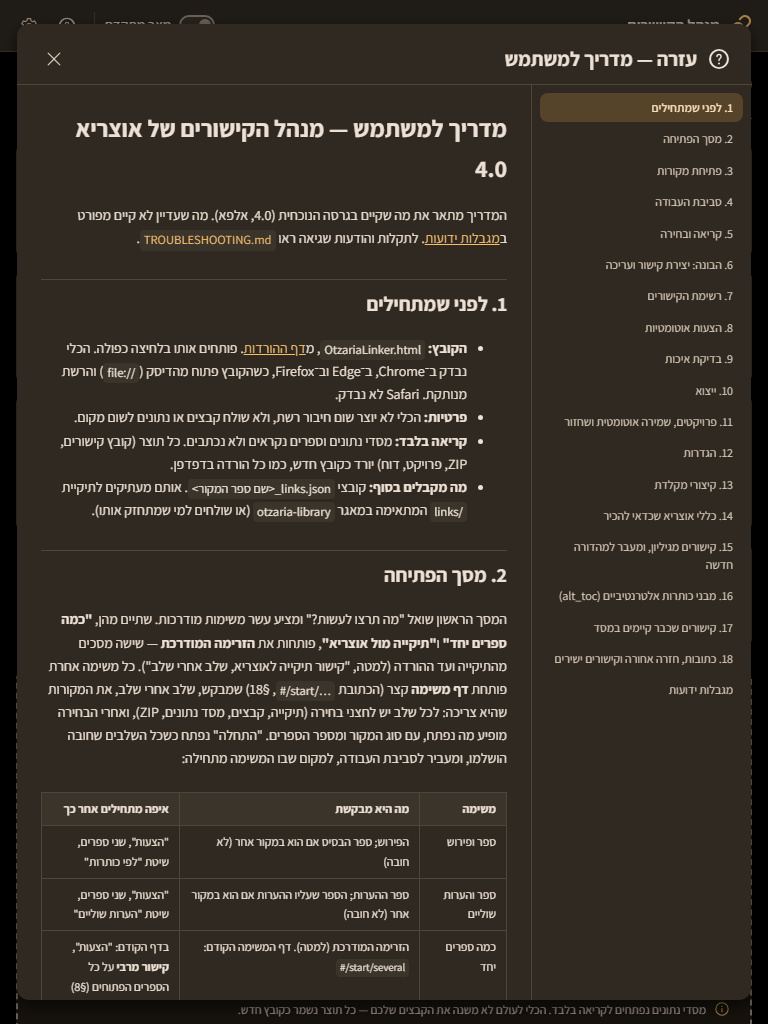 מנהל הקישורים
מצב מתקדם
עזרה — מדריך למשתמש
1. לפני שמתחילים
2. מסך הפתיחה
3. פתיחת מקורות
4. סביבת העבודה
5. קריאה ובחירה
6. הבונה: יצירת קישור ועריכה
7. רשימת הקישורים
8. הצעות אוטומטיות
9. בדיקת איכות
10. ייצוא
11. פרויקטים, שמירה אוטומטית ושחזור
12. הגדרות
13. קיצורי מקלדת
14. כללי אוצריא שכדאי להכיר
15. קישורים מגיליון, ומעבר למהדורה
חדשה
16. מבני כותרות אלטרנטיביים (alt_toc)
17. קישורים שכבר קיימים במסד
18. כתובות, חזרה אחורה וקישורים ישירים
מגבלות ידועות
מדריך למשתמש — מנהל הקישורים של אוצריא
4.0
המדריך מתאר את מה שקיים בגרסה הנוכחית (4.0, אלפא). מה שעדיין לא קיים מפורט
במגבלות ידועות. לתקלות והודעות שגיאה ראו TROUBLESHOOTING.md .
1. לפני שמתחילים
• הקובץ: OtzariaLinker.html , מדף ההורדות. פותחים אותו בלחיצה כפולה. הכלי
נבדק ב־Chrome, ב־Edge וב־Firefox, כשהקובץ פתוח מהדיסק ( file:// ) והרשת
מנותקת. Safari לא נבדק.
• פרטיות: הכלי לא יוצר שום חיבור רשת, ולא שולח קבצים או נתונים לשום מקום.
• קריאה בלבד: מסדי נתונים וספרים נקראים ולא נכתבים. כל תוצר (קובץ קישורים,
ZIP, פרויקט, דוח) יורד כקובץ חדש, כמו כל הורדה בדפדפן.
• מה מקבלים בסוף: קובצי <שם ספר המקור>_links.json . אותם מעתיקים לתיקיית
links/ המתאימה במאגר otzaria-library (או שולחים למי שמתחזק אותו).
2. מסך הפתיחה
המסך הראשון שואל "מה תרצו לעשות?" ומציע עשר משימות מודרכות. שתיים מהן, "כמה
ספרים יחד" ו"תיקייה מול אוצריא", פותחות את הזרימה המודרכת — שישה מסכים
מהתיקייה ועד ההורדה (למטה, "קישור תיקייה לאוצריא, שלב אחרי שלב"). כל משימה אחרת
פותחת דף משימה קצר (הכתובת #/start/… , §18) שמבקש, שלב אחרי שלב, את המקורות
שהיא צריכה: לכל שלב יש לחצני בחירה (תיקייה, קבצים, מסד נתונים, ZIP), ואחרי הבחירה
מופיע מה נפתח, עם סוג המקור ומספר הספרים. "התחלה" נפתח כשכל השלבים שחובה
הושלמו, ומעביר לסביבת העבודה, למקום שבו המשימה מתחילה:
משימה
מה היא מבקשת
איפה מתחילים אחר כך
ספר ופירוש
הפירוש; ספר הבסיס אם הוא במקור אחר (לא
חובה)
"הצעות", שני ספרים,
שיטת "לפי כותרות"
ספר והערות
שוליים
ספר ההערות; הספר שעליו ההערות אם הוא במקור
אחר (לא חובה)
"הצעות", שני ספרים,
שיטת "הערות שוליים"
כמה ספרים
יחד
הזרימה המודרכת (למטה). דף המשימה הקודם:
#/start/several
בדף הקודם: "הצעות",
קישור מרבי על כל
הספרים הפתוחים (§8)
מסדי נתונים נפתחים לקריאה בלבד. הכלי לעולם לא משנה את הקבצים שלכם — כל תוצר נשמר כקובץ חדש.